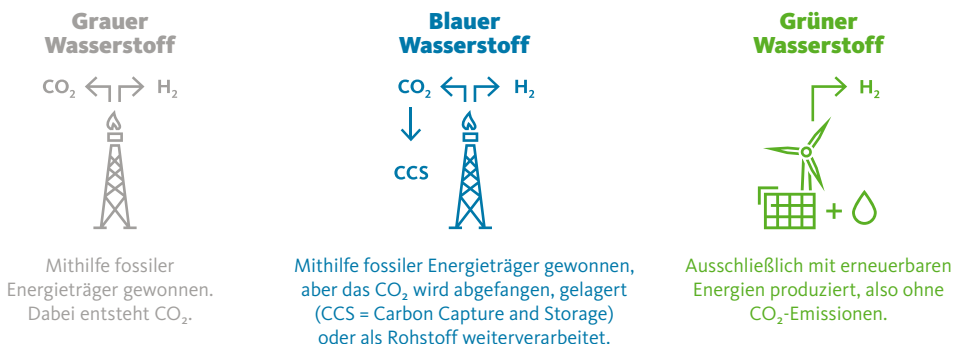 Grauer
Wasserstoff
CO₂ H₂
Mithilfe fossiler
Energieträger gewonnen.
Dabei entsteht CO₂.
Blauer
Wasserstoff
CO₂ H₂
CCS
Mithilfe fossiler Energieträger gewonnen,
aber das CO₂ wird abgefangen, gelagert
(CCS = Carbon Capture and Storage)
oder als Rohstoff weiterverarbeitet.
Grüner
Wasserstoff
H₂
+
Ausschließlich mit erneuerbaren
Energien produziert, also ohne
CO₂-Emissionen.